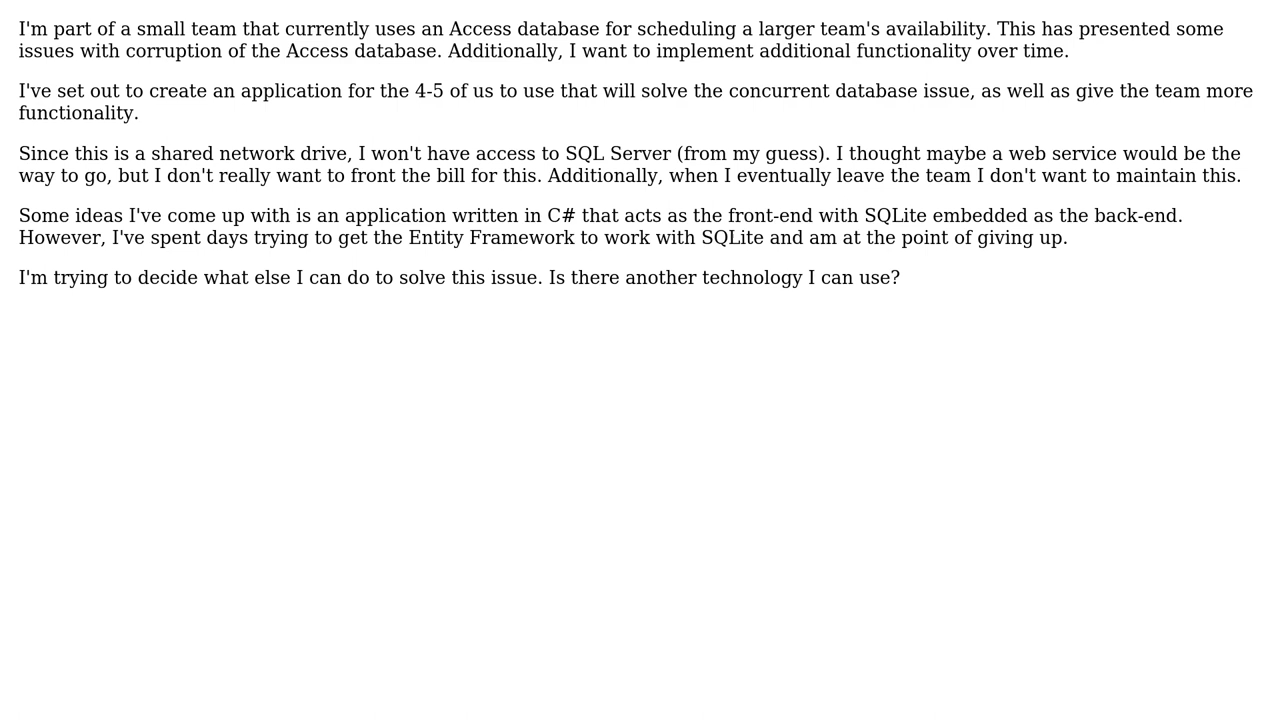 I'm part of a small team that currently uses an Access database for scheduling a larger team's availability. This has presented some
issues with corruption of the Access database. Additionally, I want to implement additional functionality over time.
I've set out to create an application for the 4-5 of us to use that will solve the concurrent database issue, as well as give the team more
functionality.
Since this is a shared network drive, I won't have access to SQL Server (from my guess). I thought maybe a web service would be the
way to go, but I don't really want to front the bill for this. Additionally, when I eventually leave the team I don't want to maintain this.
Some ideas I've come up with is an application written in C# that acts as the front-end with SQLite embedded as the back-end.
However, I've spent days trying to get the Entity Framework to work with SQLite and am at the point of giving up.
I'm trying to decide what else I can do to solve this issue. Is there another technology I can use?